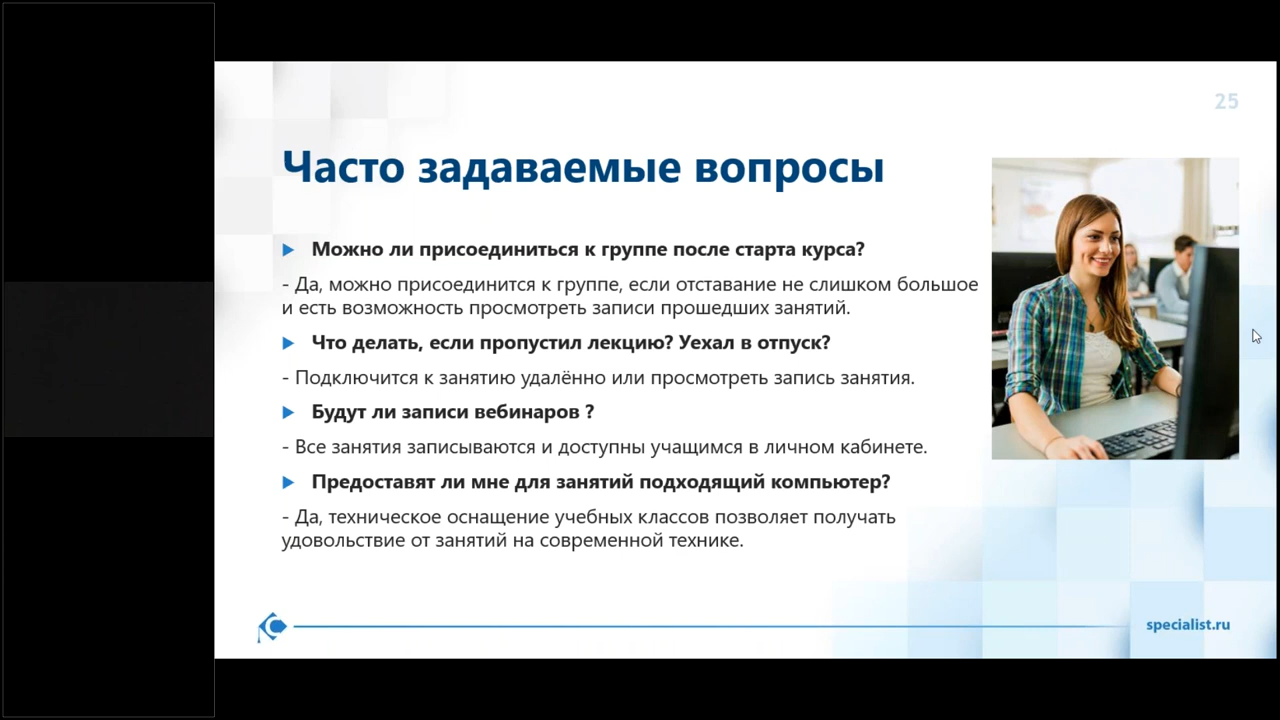 25
Часто задаваемые вопросы
Можно ли присоединиться к группе после старта курса?
- Да, можно присоединится к группе, если отставание не слишком большое
и есть возможность просмотреть записи прошедших занятий.
Что делать, если пропустил лекцию? Уехал в отпуск?
- Подключится к занятию удалённо или просмотреть запись занятия.
Будут ли записи вебинаров ?
- Все занятия записываются и доступны учащимся в личном кабинете.
Предоставят ли мне для занятий подходящий компьютер?
- Да, техническое оснащение учебных классов позволяет получать
удовольствие от занятий на современной технике.
specialist.ru